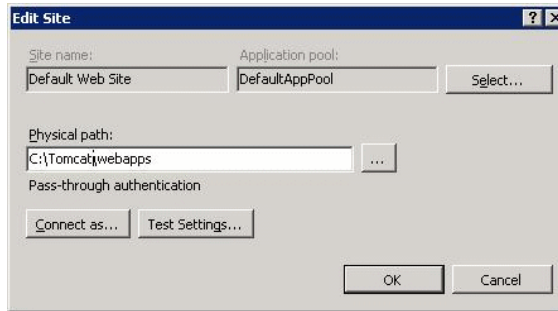 Edit Site
Site name:
Application pool:
Default Web Site
DefaultAppPool
Select...
Physical path:
C:\Tomcat\webapps
...
Pass-through authentication
Connect as...
Test Settings...
OK
Cancel